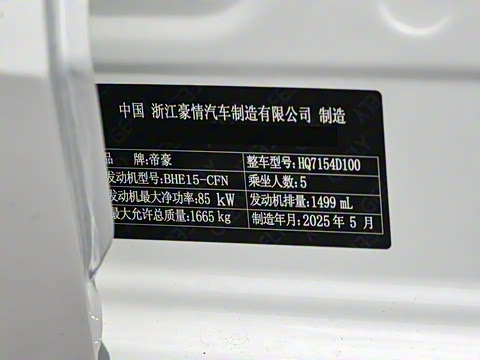 中国 浙江豪情汽车制造有限公司 制造
品 牌:帝豪 整车型号:HQ7154D100
发动机型号:BHE15-CFN 乘坐人数:5
发动机最大净功率:85 kW 发动机排量:1499 mL
最大允许总质量:1665 kg 制造年月:2025 年 5 月